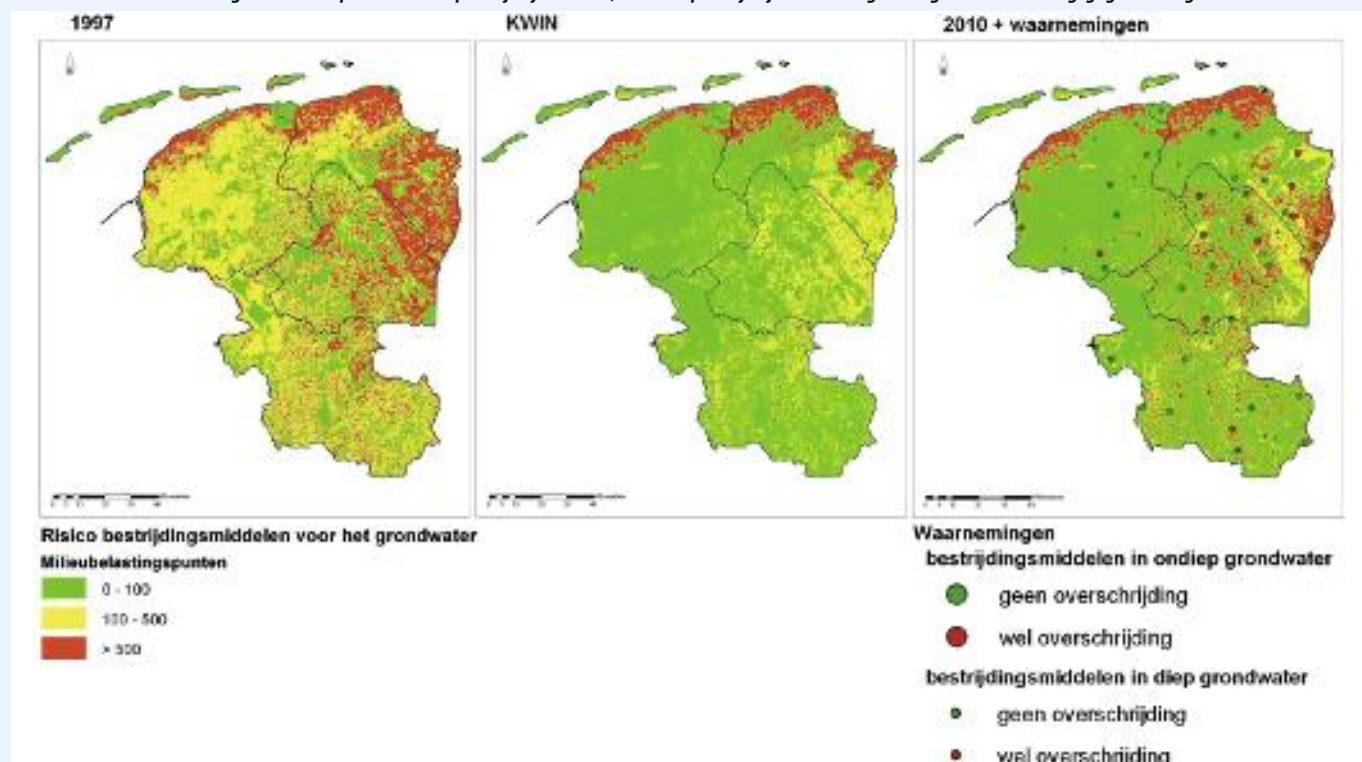 1997
KWIN
2010 + waarnemingen
Risico bestrijdingsmiddelen voor het grondwater
Milieubelastingspunten
0 - 100
100 - 500
> 500
Waarnemingen
bestrijdingsmiddelen in ondiep grondwater
geen overschrijding
wel overschrijding
bestrijdingsmiddelen in diep grondwater
geen overschrijding
wel overschrijding